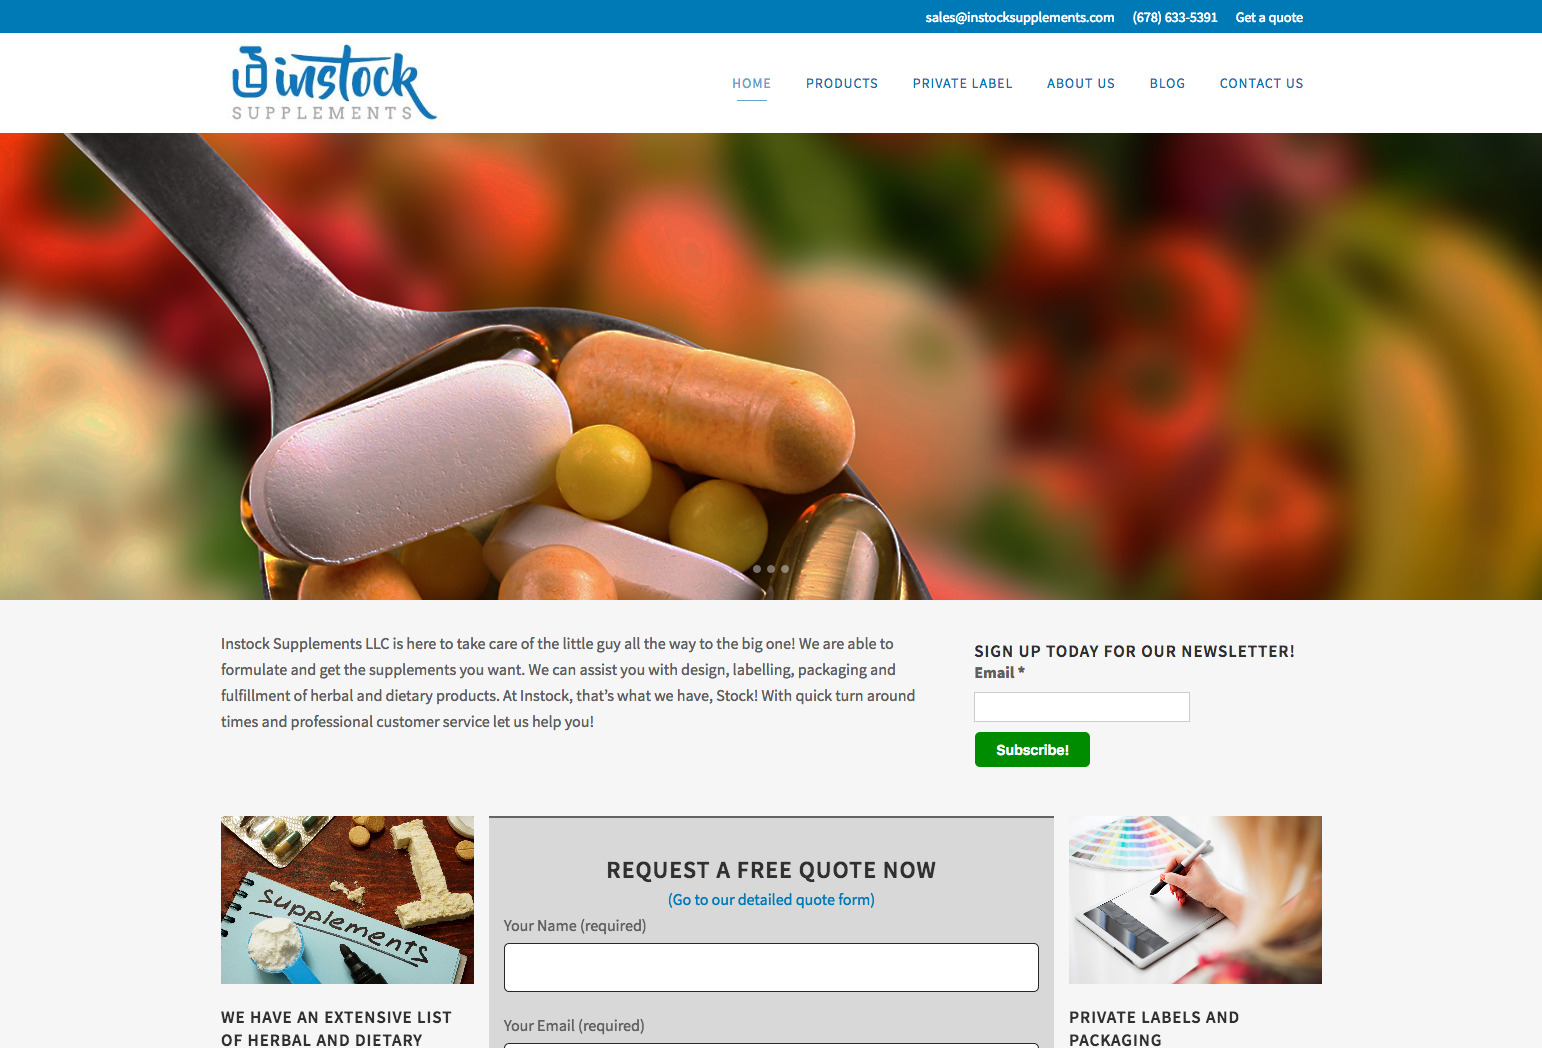 sales@instocksupplements.com (678) 633-5391 Get a quote
instock
SUPPLEMENTS
HOME PRODUCTS PRIVATE LABEL ABOUT US BLOG CONTACT US
Instock Supplements LLC is here to take care of the little guy all the way to the big one! We are able to
formulate and get the supplements you want. We can assist you with design, labelling, packaging and
fulfillment of herbal and dietary products. At Instock, that’s what we have, Stock! With quick turn around
times and professional customer service let us help you!
SIGN UP TODAY FOR OUR NEWSLETTER!
Email *
Subscribe!
supplements
WE HAVE AN EXTENSIVE LIST
OF HERBAL AND DIETARY
REQUEST A FREE QUOTE NOW
(Go to our detailed quote form)
Your Name (required)
Your Email (required)
PRIVATE LABELS AND
PACKAGING